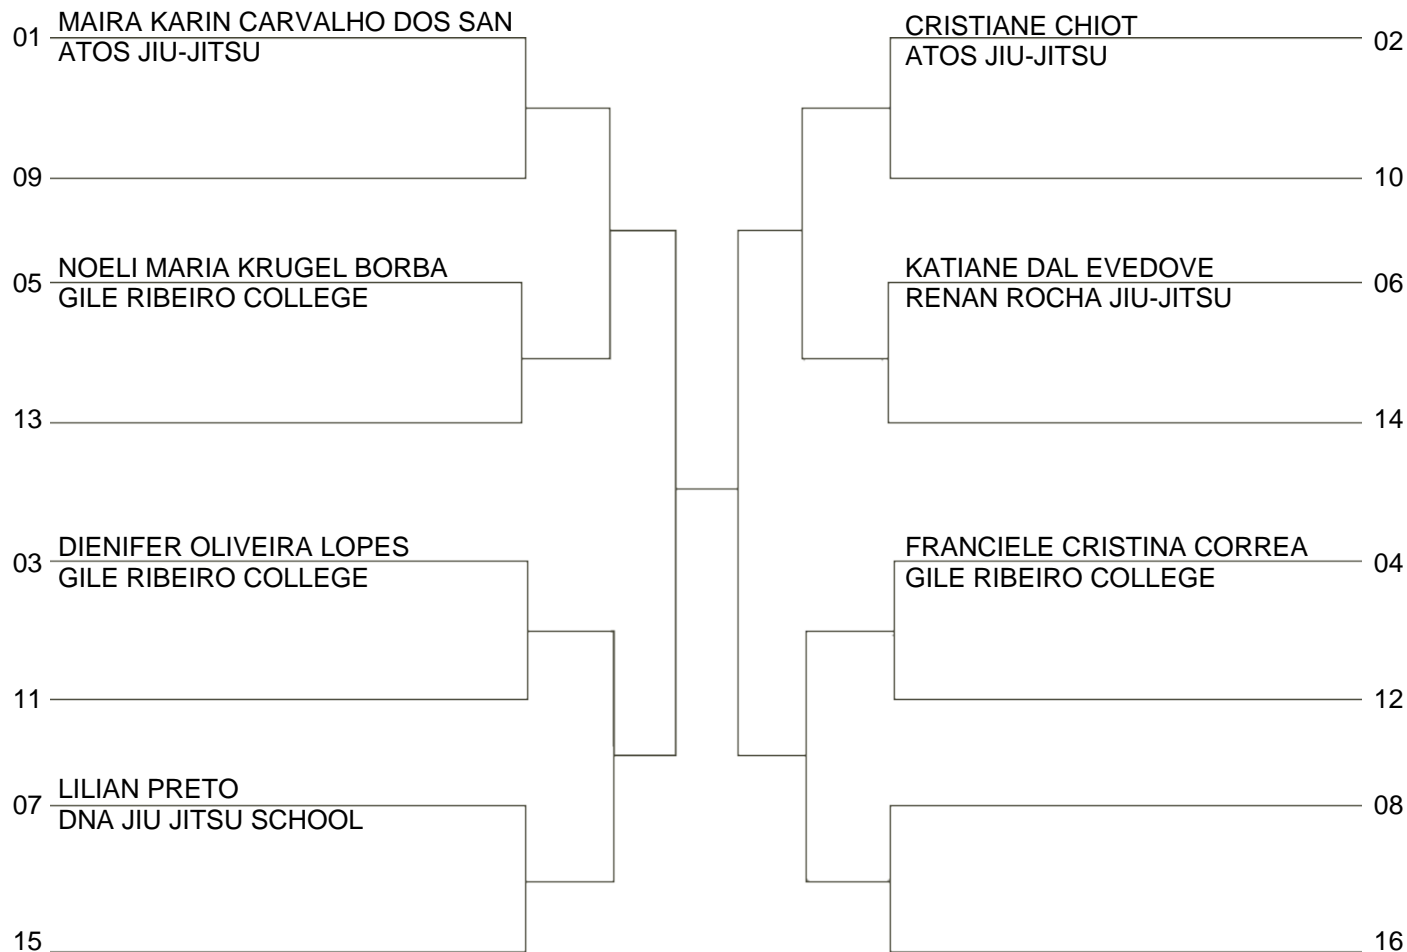 01
MAIRA KARIN CARVALHO DOS SAN
ATOS JIU-JITSU
09
05
NOELI MARIA KRUGEL BORBA
GILE RIBEIRO COLLEGE
13
03
DIENIFER OLIVEIRA LOPES
GILE RIBEIRO COLLEGE
11
07
LILIAN PRETO
DNA JIU JITSU SCHOOL
15
CRISTIANE CHIOT
ATOS JIU-JITSU
02
10
KATIANE DAL EVEDOVE
RENAN ROCHA JIU-JITSU
06
14
FRANCIELE CRISTINA CORREA
GILE RIBEIRO COLLEGE
04
12
08
16